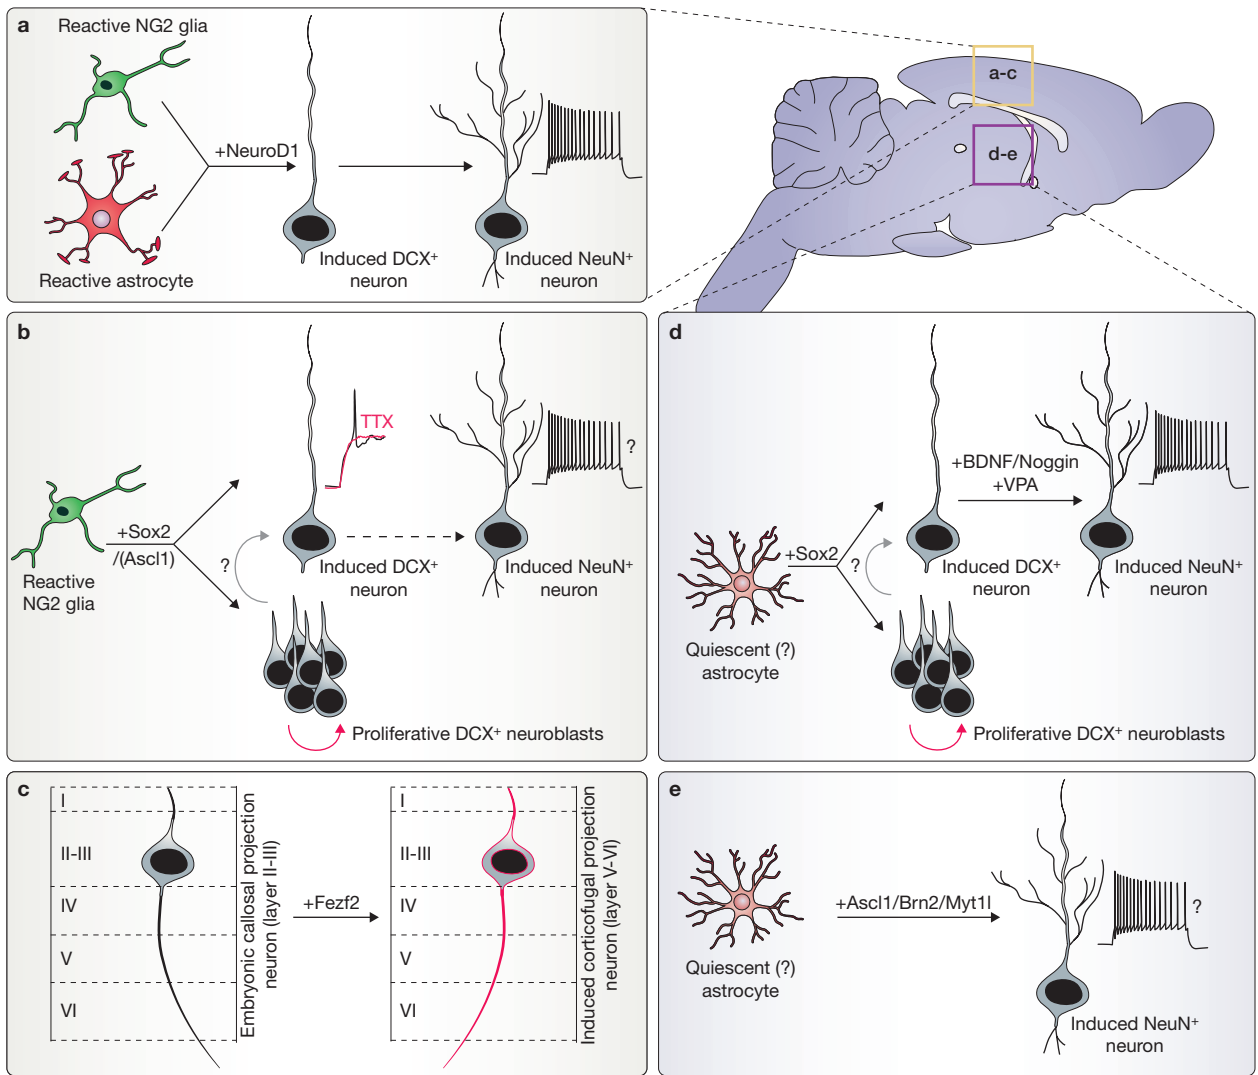 a
Reactive NG2 glia
+NeuroD1
Reactive astrocyte
Induced DCX⁺
neuron
Induced NeuN⁺
neuron
a-c
d-e
b
TTX
?
+Sox2
/(Ascl1)
?
Reactive
NG2 glia
Induced DCX⁺
neuron
Induced NeuN⁺
neuron
Proliferative DCX⁺ neuroblasts
d
+BDNF/Noggin
+VPA
+Sox2
?
Quiescent (?)
astrocyte
Induced DCX⁺
neuron
Induced NeuN⁺
neuron
Proliferative DCX⁺ neuroblasts
c
I
II-III
IV
V
VI
Embryonic callosal projection
neuron (layer II-III)
+Fezf2
I
II-III
IV
V
VI
Induced corticofugal projection
neuron (layer V-VI)
e
+Ascl1/Brn2/Myt1l
?
Quiescent (?)
astrocyte
Induced NeuN⁺
neuron